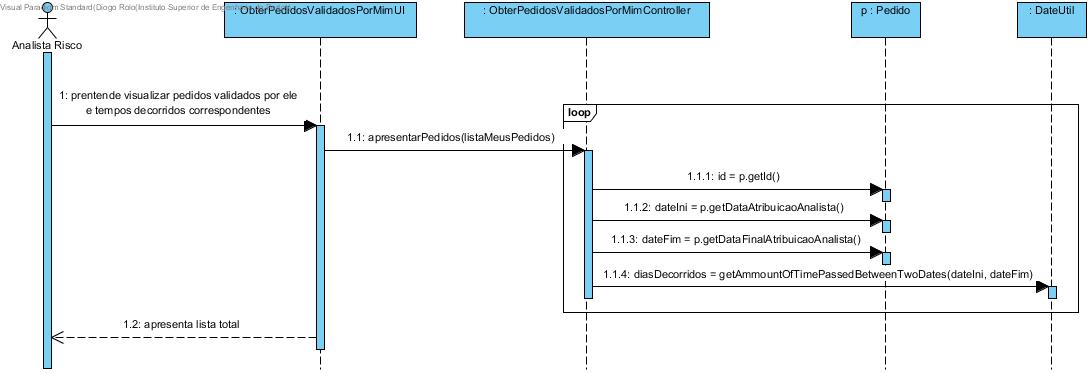 Visual Paradigm Standard(Diogo Rolo(Instituto Superior de Engenharia
: ObterPedidosValidadosPorMimUI
: ObterPedidosValidadosPorMimController
p : Pedido
: DateUtil
Analista Risco
1: prentende visualizar pedidos validados por ele
e tempos decorridos correspondentes
loop
1.1: apresentarPedidos(listaMeusPedidos)
1.1.1: id = p.getId()
1.1.2: dateIni = p.getDataAtribuicaoAnalista()
1.1.3: dateFim = p.getDataFinalAtribuicaoAnalista()
1.1.4: diasDecorridos = getAmmountOfTimePassedBetweenTwoDates(dateIni, dateFim)
1.2: apresenta lista total